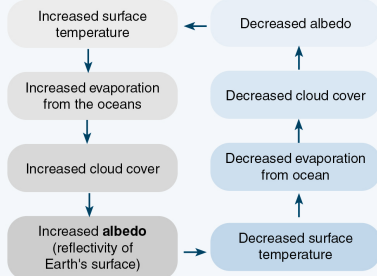 Increased surface
temperature
Increased evaporation
from the oceans
Increased cloud cover
Increased albedo
(reflectivity of
Earth's surface)
Decreased surface
temperature
Decreased evaporation
from ocean
Decreased cloud cover
Decreased albedo